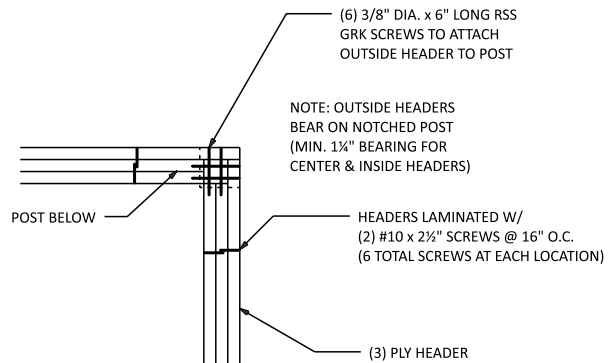 (6) 3/8" DIA. x 6" LONG RSS
GRK SCREWS TO ATTACH
OUTSIDE HEADER TO POST
NOTE: OUTSIDE HEADERS
BEAR ON NOTCHED POST
(MIN. 1¼" BEARING FOR
CENTER & INSIDE HEADERS)
POST BELOW
HEADERS LAMINATED W/
(2) #10 x 2½" SCREWS @ 16" O.C.
(6 TOTAL SCREWS AT EACH LOCATION)
(3) PLY HEADER